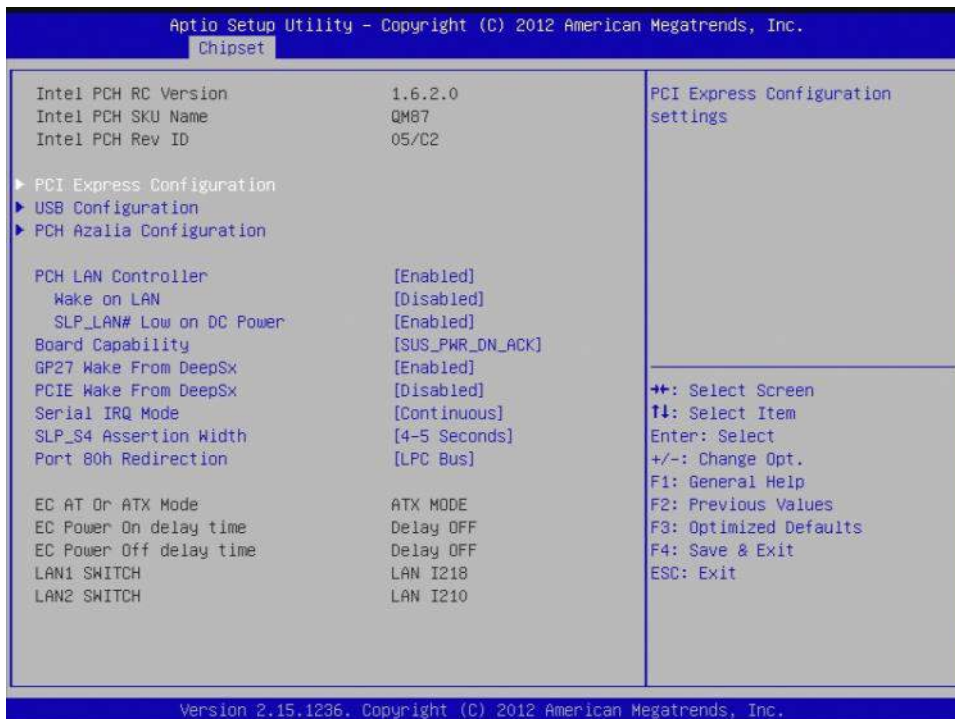 Aptio Setup Utility – Copyright (C) 2012 American Megatrends, Inc.
Chipset
Intel PCH RC Version 1.6.2.0
Intel PCH SKU Name QM87
Intel PCH Rev ID 05/C2
PCI Express Configuration
USB Configuration
PCH Azalia Configuration
PCH LAN Controller [Enabled]
Wake on LAN [Disabled]
SLP_LAN# Low on DC Power [Enabled]
Board Capability [SUS_PWR_DN_ACK]
GP27 Wake From DeepSx [Enabled]
PCIE Wake From DeepSx [Disabled]
Serial IRQ Mode [Continuous]
SLP_S4 Assertion Width [4-5 Seconds]
Port 80h Redirection [LPC Bus]
EC AT Or ATX Mode ATX MODE
EC Power On delay time Delay OFF
EC Power Off delay time Delay OFF
LAN1 SWITCH LAN I218
LAN2 SWITCH LAN I210
PCI Express Configuration
settings
→←: Select Screen
↑↓: Select Item
Enter: Select
+/-: Change Opt.
F1: General Help
F2: Previous Values
F3: Optimized Defaults
F4: Save & Exit
ESC: Exit
Version 2.15.1236. Copyright (C) 2012 American Megatrends, Inc.